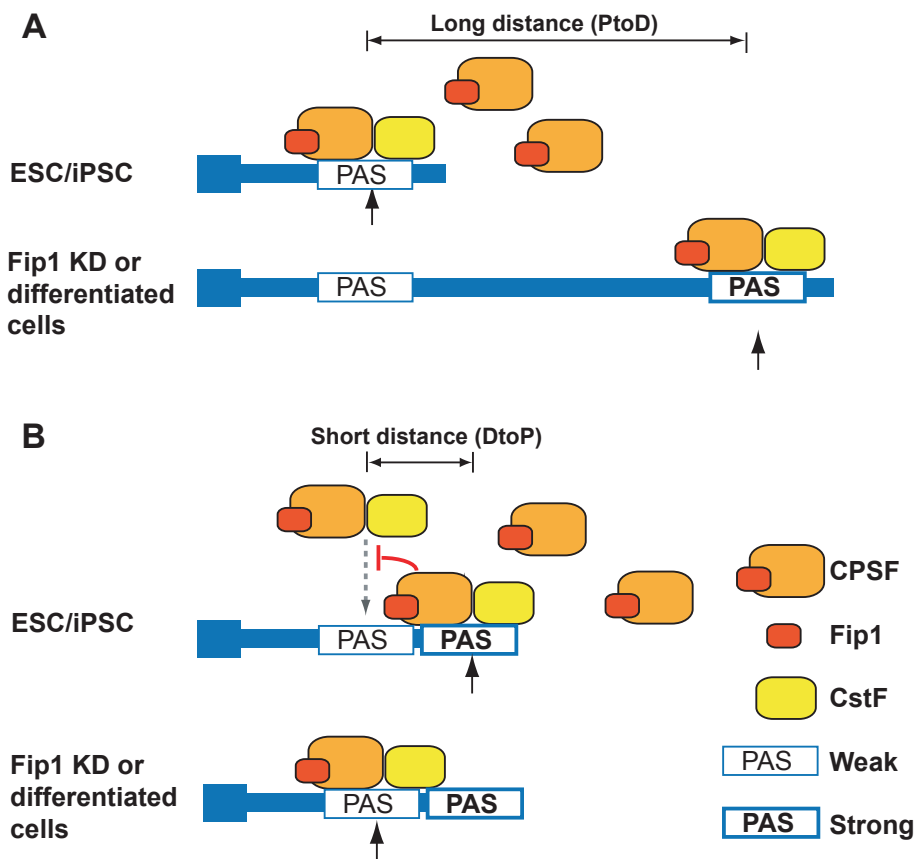 A
Long distance (PtoD)
ESC/iPSC
PAS
Fip1 KD or
differentiated
cells
PAS
PAS
B
Short distance (DtoP)
ESC/iPSC
PAS
PAS
Fip1 KD or
differentiated
cells
PAS
PAS
CPSF
Fip1
CstF
PAS Weak
PAS Strong